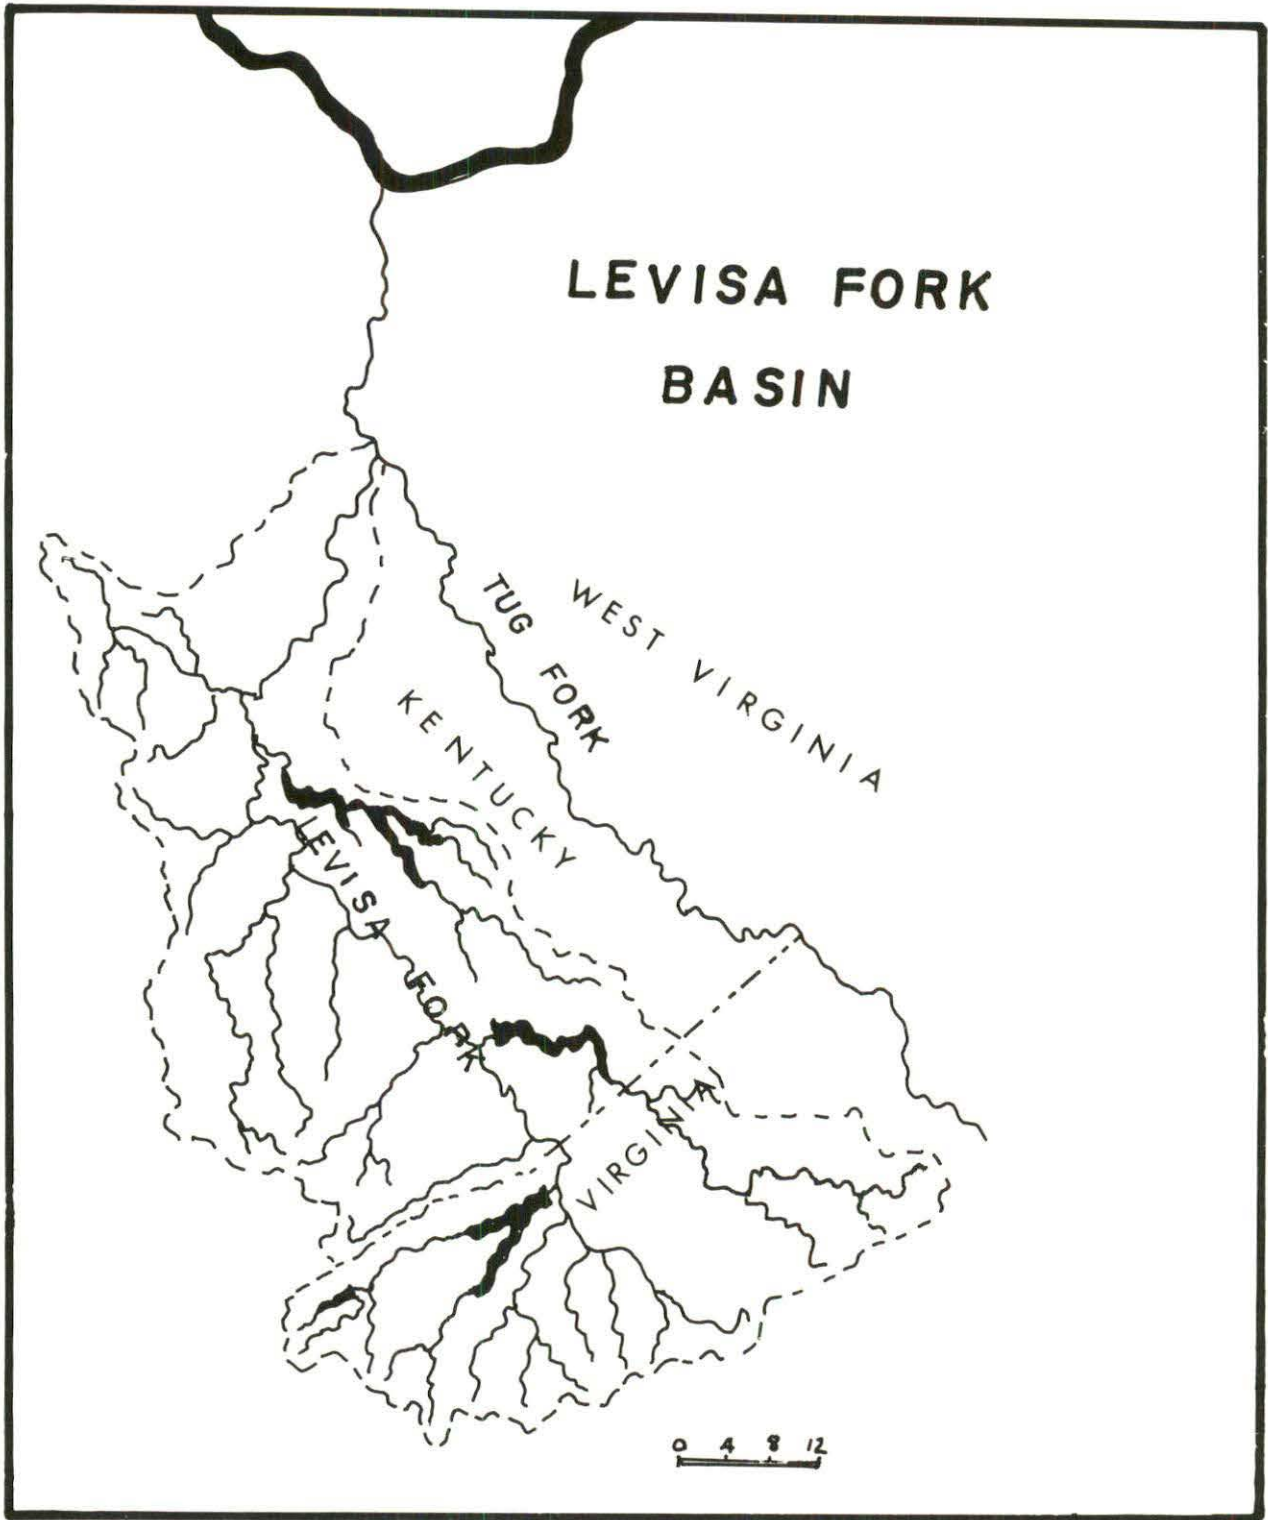 LEVISA FORK
BASIN
TUG FORK
WEST VIRGINIA
KENTUCKY
LEVISA FORK
VIRGINIA
0 4 8 12